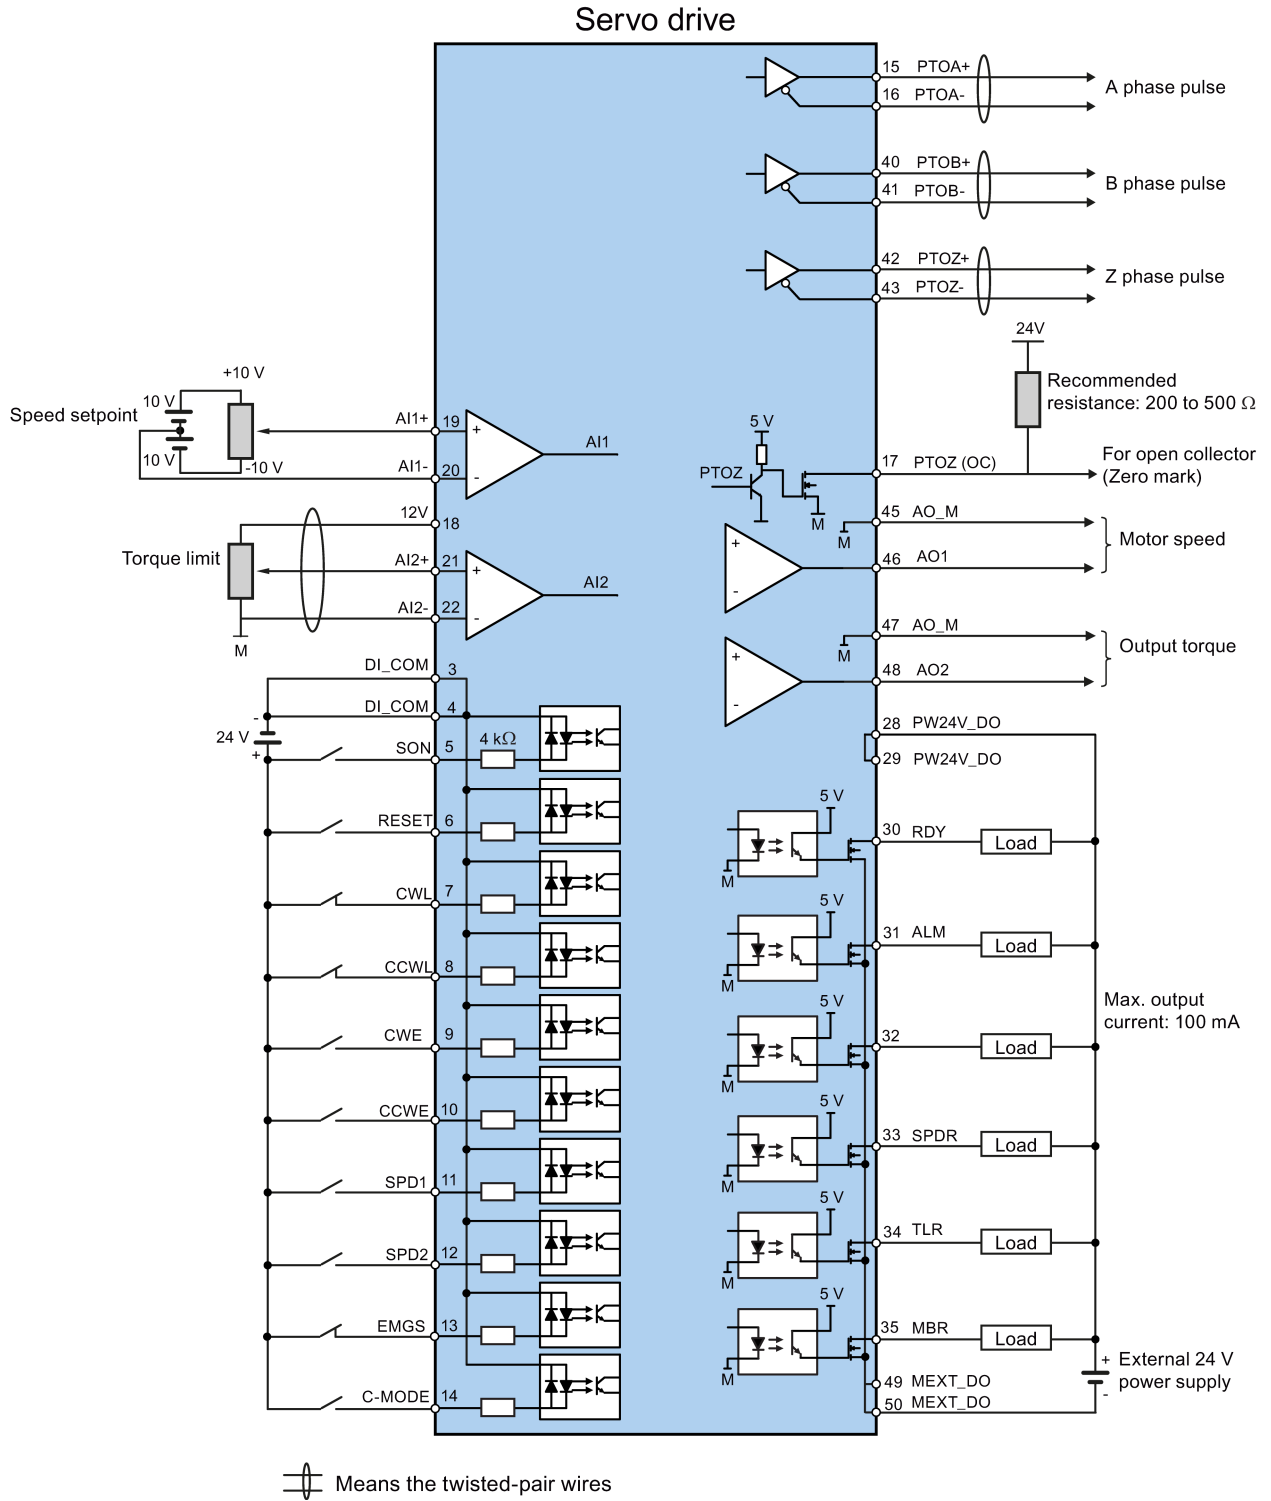 Servo drive
15 PTOA+
16 PTOA-
A phase pulse
40 PTOB+
41 PTOB-
B phase pulse
42 PTOZ+
43 PTOZ-
Z phase pulse
24V
Recommended
resistance: 200 to 500 Ω
5 V
PTOZ
M
17 PTOZ (OC)
For open collector
(Zero mark)
+10 V
Speed setpoint
10 V
10 V
-10 V
AI1+ 19
+
AI1
AI1- 20
-
12V
18
Torque limit
AI2+ 21
+
AI2
AI2- 22
-
M
M
45 AO_M
+
46 AO1
-
Motor speed
M
47 AO_M
+
48 AO2
-
Output torque
DI_COM 3
DI_COM 4
-
24 V
+
SON 5
4 kΩ
RESET 6
CWL 7
CCWL 8
CWE 9
CCWE 10
SPD1 11
SPD2 12
EMGS 13
C-MODE 14
28 PW24V_DO
29 PW24V_DO
5 V
M
30 RDY
Load
5 V
M
31 ALM
Load
Max. output
current: 100 mA
5 V
M
32
Load
5 V
M
33 SPDR
Load
5 V
M
34 TLR
Load
5 V
M
35 MBR
Load
+
External 24 V
power supply
-
49 MEXT_DO
50 MEXT_DO
Means the twisted-pair wires